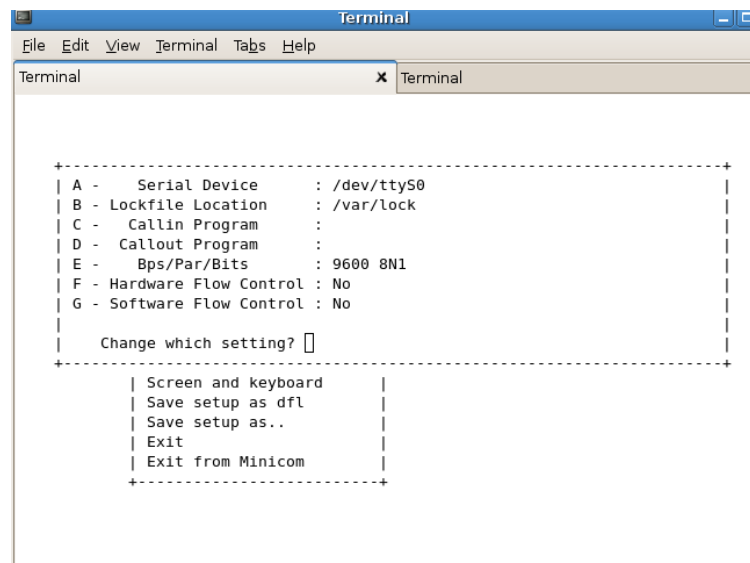 Terminal
File Edit View Terminal Tabs Help
Terminal x Terminal
+-----------------------------------------------------------------------+
| A -    Serial Device      : /dev/ttyS0                                |
| B - Lockfile Location     : /var/lock                                 |
| C -   Callin Program      :                                           |
| D -  Callout Program      :                                           |
| E -    Bps/Par/Bits       : 9600 8N1                                  |
| F - Hardware Flow Control : No                                        |
| G - Software Flow Control : No                                        |
|                                                                       |
|    Change which setting?                                              |
+-----------------------------------------------------------------------+
| Screen and keyboard      |
| Save setup as dfl        |
| Save setup as..          |
| Exit                     |
| Exit from Minicom        |
+--------------------------+